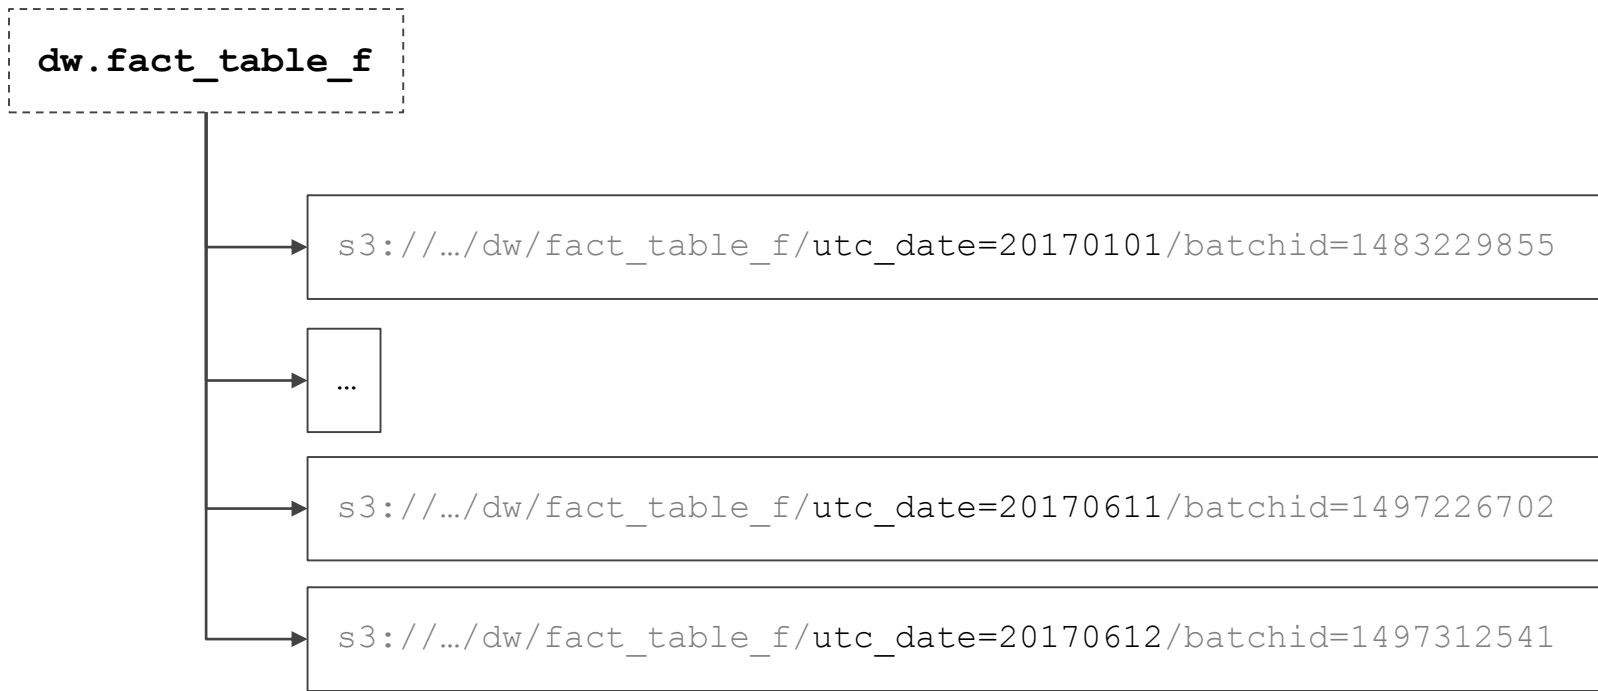 dw.fact_table_f
s3://…/dw/fact_table_f/utc_date=20170101/batchid=1483229855
…
s3://…/dw/fact_table_f/utc_date=20170611/batchid=1497226702
s3://…/dw/fact_table_f/utc_date=20170612/batchid=1497312541